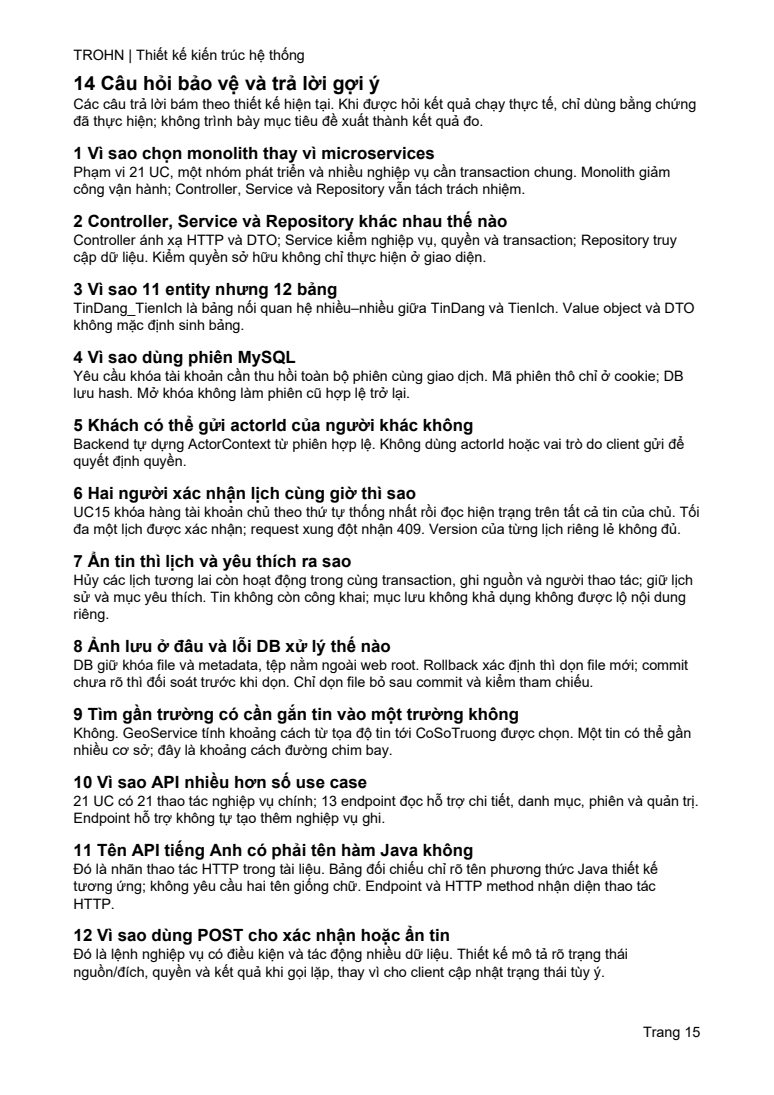 TROHN | Thiết kế kiến trúc hệ thống
14 Câu hỏi bảo vệ và trả lời gợi ý
Các câu trả lời bám theo thiết kế hiện tại. Khi được hỏi kết quả chạy thực tế, chỉ dùng bằng chứng
đã thực hiện; không trình bày mục tiêu đề xuất thành kết quả đo.
1 Vì sao chọn monolith thay vì microservices
Phạm vi 21 UC, một nhóm phát triển và nhiều nghiệp vụ cần transaction chung. Monolith giảm
công vận hành; Controller, Service và Repository vẫn tách trách nhiệm.
2 Controller, Service và Repository khác nhau thế nào
Controller ánh xạ HTTP và DTO; Service kiểm nghiệp vụ, quyền và transaction; Repository truy
cập dữ liệu. Kiểm quyền sở hữu không chỉ thực hiện ở giao diện.
3 Vì sao 11 entity nhưng 12 bảng
TinDang_TienIch là bảng nối quan hệ nhiều–nhiều giữa TinDang và TienIch. Value object và DTO
không mặc định sinh bảng.
4 Vì sao dùng phiên MySQL
Yêu cầu khóa tài khoản cần thu hồi toàn bộ phiên cùng giao dịch. Mã phiên thô chỉ ở cookie; DB
lưu hash. Mở khóa không làm phiên cũ hợp lệ trở lại.
5 Khách có thể gửi actorId của người khác không
Backend tự dựng ActorContext từ phiên hợp lệ. Không dùng actorId hoặc vai trò do client gửi để
quyết định quyền.
6 Hai người xác nhận lịch cùng giờ thì sao
UC15 khóa hàng tài khoản chủ theo thứ tự thống nhất rồi đọc hiện trạng trên tất cả tin của chủ. Tối
đa một lịch được xác nhận; request xung đột nhận 409. Version của từng lịch riêng lẻ không đủ.
7 Ẩn tin thì lịch và yêu thích ra sao
Hủy các lịch tương lai còn hoạt động trong cùng transaction, ghi nguồn và người thao tác; giữ lịch
sử và mục yêu thích. Tin không còn công khai; mục lưu không khả dụng không được lộ nội dung
riêng.
8 Ảnh lưu ở đâu và lỗi DB xử lý thế nào
DB giữ khóa file và metadata, tệp nằm ngoài web root. Rollback xác định thì dọn file mới; commit
chưa rõ thì đối soát trước khi dọn. Chỉ dọn file bỏ sau commit và kiểm tham chiếu.
9 Tìm gần trường có cần gắn tin vào một trường không
Không. GeoService tính khoảng cách từ tọa độ tin tới CoSoTruong được chọn. Một tin có thể gần
nhiều cơ sở; đây là khoảng cách đường chim bay.
10 Vì sao API nhiều hơn số use case
21 UC có 21 thao tác nghiệp vụ chính; 13 endpoint đọc hỗ trợ chi tiết, danh mục, phiên và quản trị.
Endpoint hỗ trợ không tự tạo thêm nghiệp vụ ghi.
11 Tên API tiếng Anh có phải tên hàm Java không
Đó là nhãn thao tác HTTP trong tài liệu. Bảng đối chiếu chỉ rõ tên phương thức Java thiết kế
tương ứng; không yêu cầu hai tên giống chữ. Endpoint và HTTP method nhận diện thao tác
HTTP.
12 Vì sao dùng POST cho xác nhận hoặc ẩn tin
Đó là lệnh nghiệp vụ có điều kiện và tác động nhiều dữ liệu. Thiết kế mô tả rõ trạng thái
nguồn/đích, quyền và kết quả khi gọi lặp, thay vì cho client cập nhật trạng thái tùy ý.
Trang 15